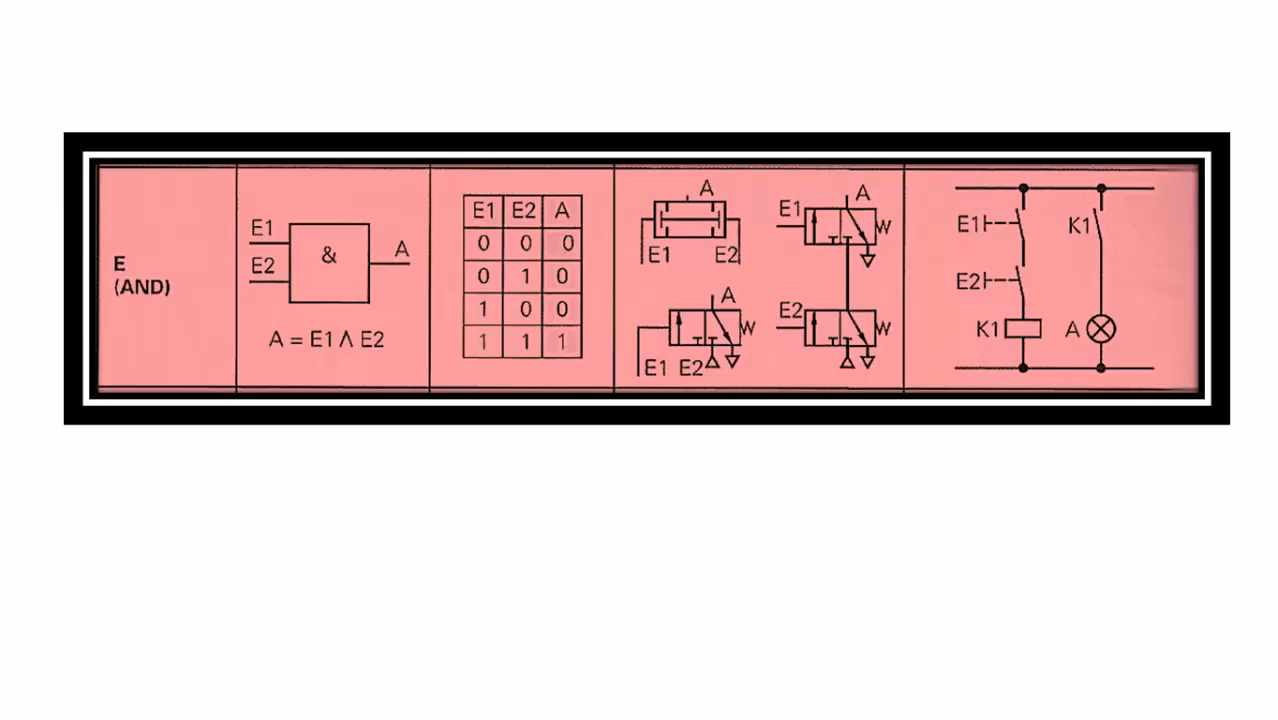 E
(AND)
E1
E2
&
A
A = E1 ∧ E2
E1 E2 A
0 0 0
0 1 0
1 0 0
1 1 1
A
E1 E2
A
E1 E2
A
E1
E2
E1
E2
K1
K1
A